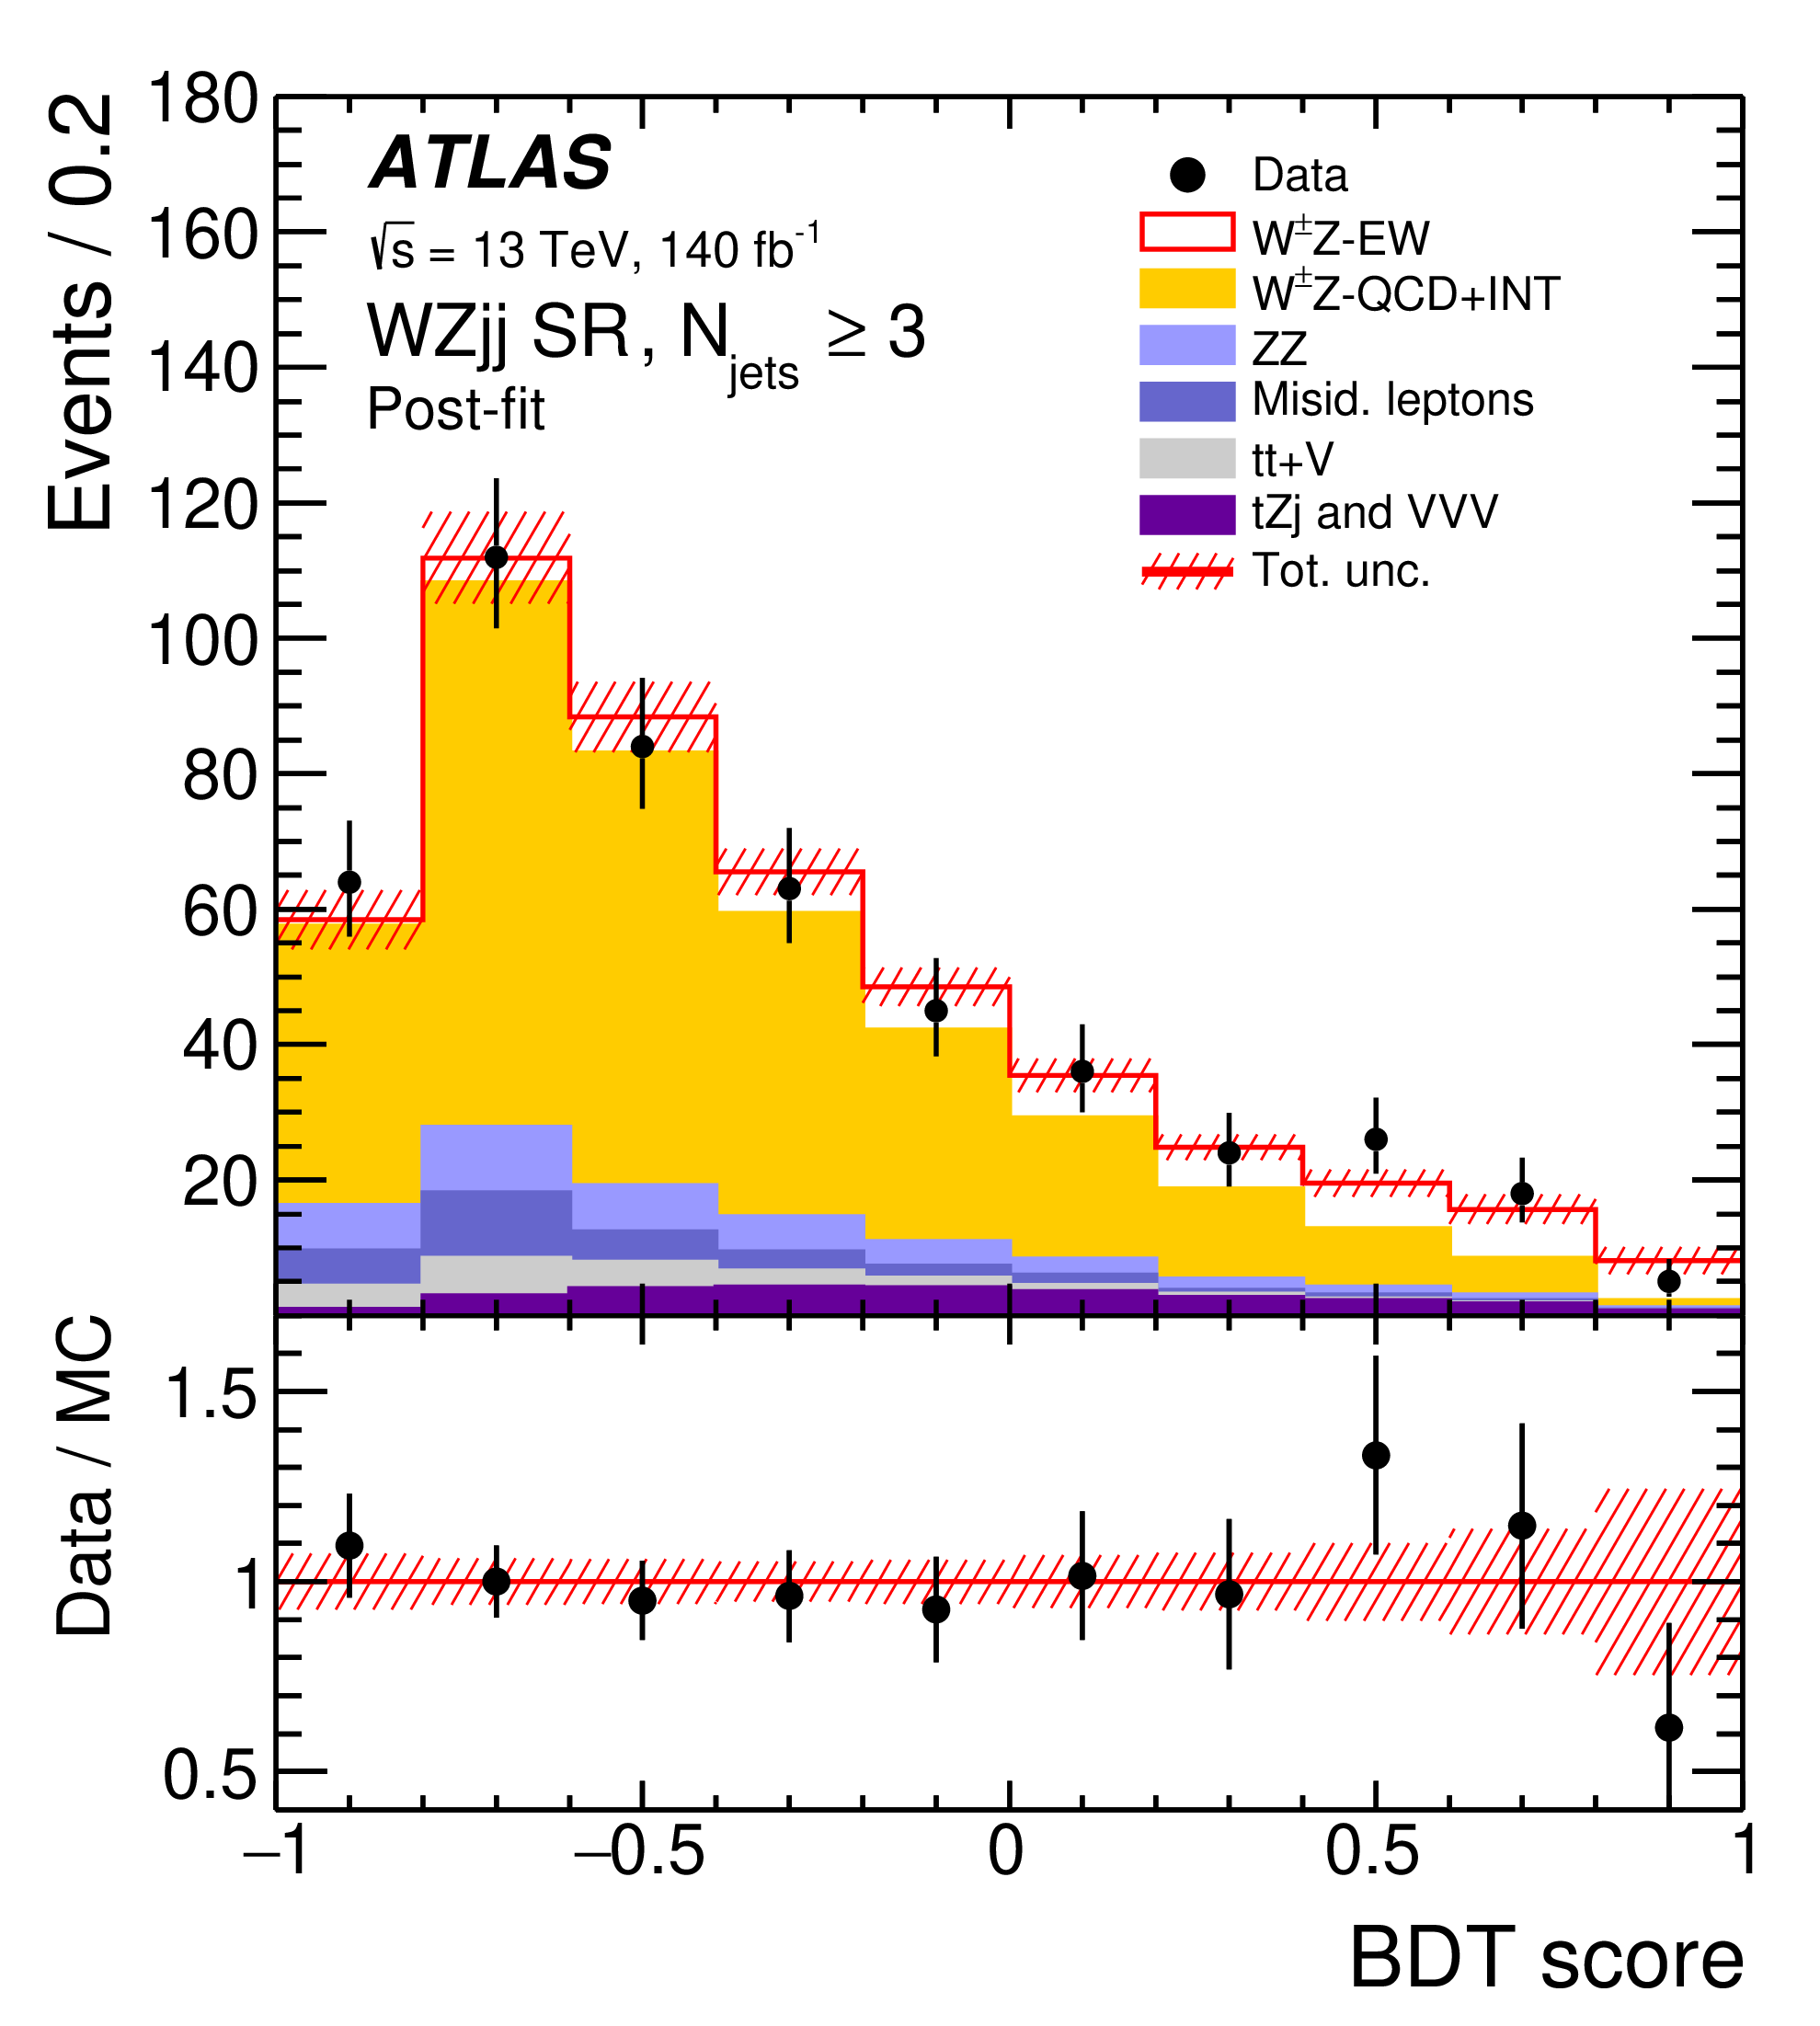 Events / 0.2
180
160
140
120
100
80
60
40
20
ATLAS
√s = 13 TeV, 140 fb⁻¹
WZjj SR, N_jets ≥ 3
Post-fit
Data
W±Z-EW
W±Z-QCD+INT
ZZ
Misid. leptons
tt+V
tZj and VVV
Tot. unc.
Data / MC
1.5
1
0.5
−1 −0.5 0 0.5 1
BDT score